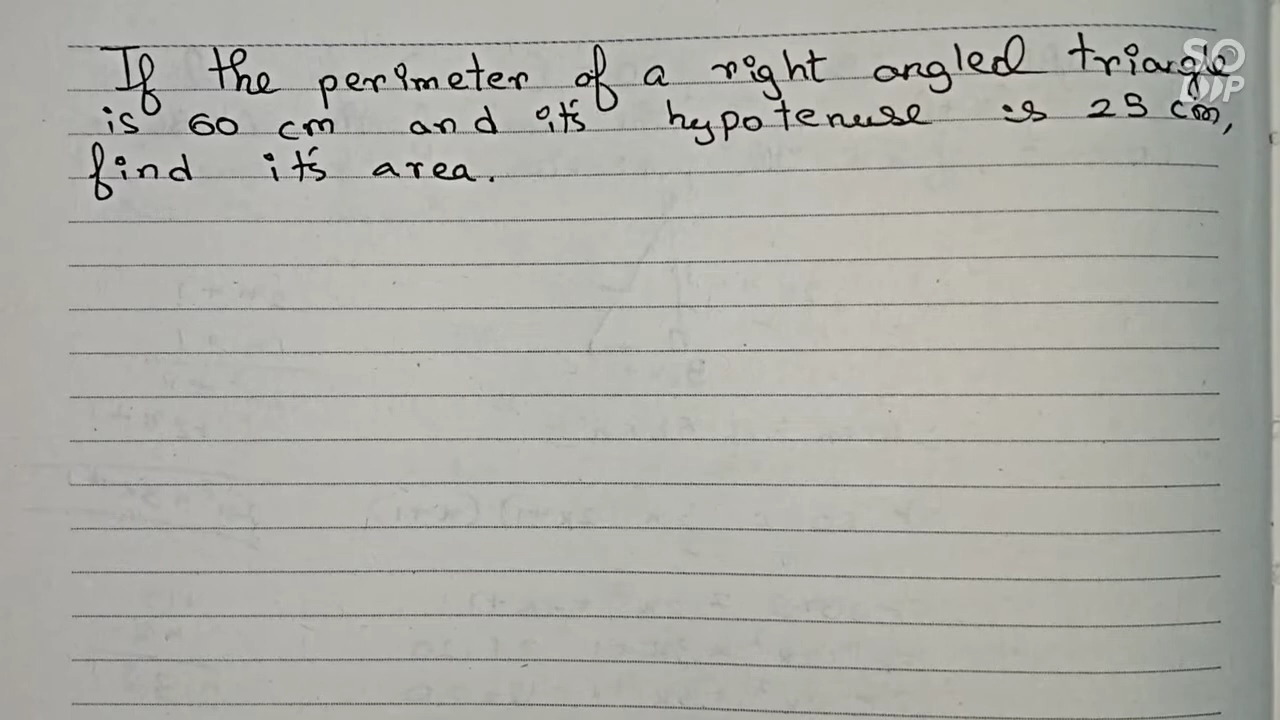 If the perimeter of a right angled triangle
is 60 cm and it's hypotenuse is 25 cm,
find it's area.